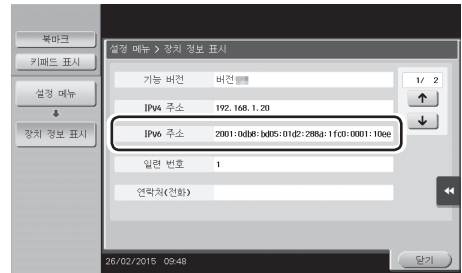 북마크
키패드 표시
설정 메뉴
장치 정보 표시
설정 메뉴 > 장치 정보 표시
기능 버전 버전
1/ 2
IPv4 주소 192.168.1.20
IPv6 주소 2001:0db8:bd05:01d2:288a:1fc0:0001:10ee
일련 번호 1
연락처(전화)
26/02/2015 09:48
닫기